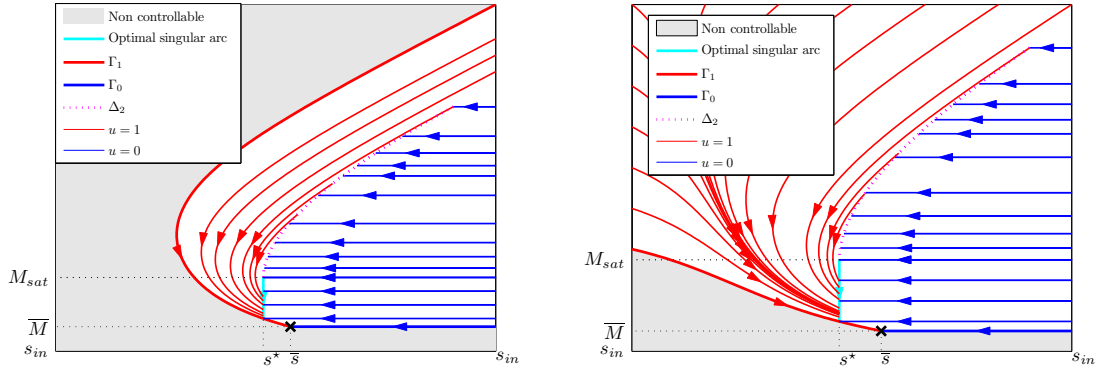 Non controllable
Optimal singular arc
Γ₁
Γ₀
Δ₂
u = 1
u = 0
M_sat
M̅
s_in
s⋆
s̅
s_in
Non controllable
Optimal singular arc
Γ₁
Γ₀
Δ₂
u = 1
u = 0
M_sat
M̅
s_in
s⋆
s̅
s_in